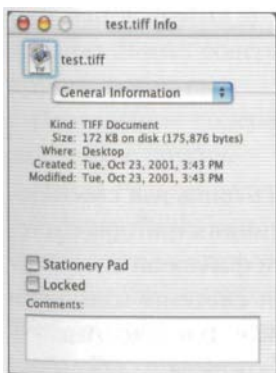 test.tiff Info
test.tiff
General Information
Kind: TIFF Document
Size: 172 KB on disk (175,876 bytes)
Where: Desktop
Created: Tue, Oct 23, 2001, 3:43 PM
Modified: Tue, Oct 23, 2001, 3:43 PM
Stationery Pad
Locked
Comments: